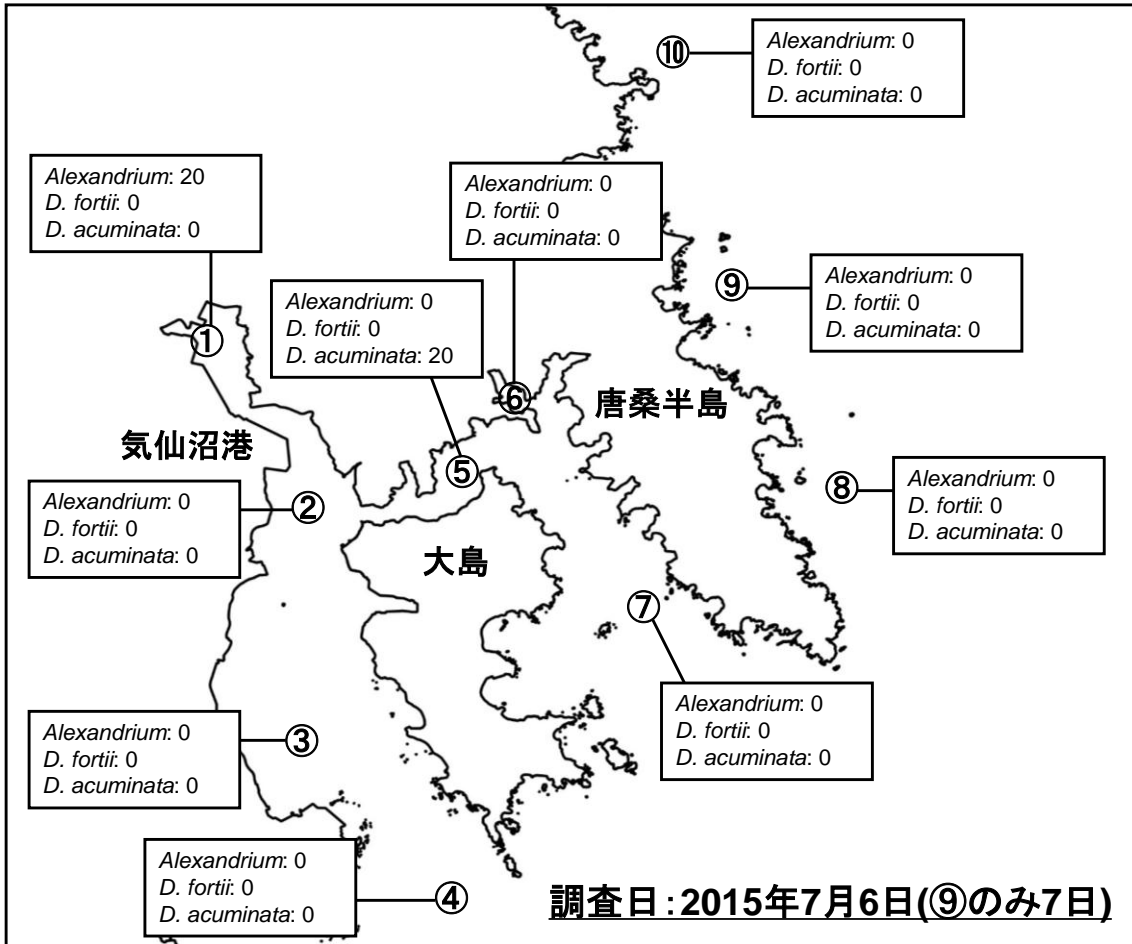 ⑩
Alexandrium: 0
D. fortii: 0
D. acuminata: 0
Alexandrium: 20
D. fortii: 0
D. acuminata: 0
Alexandrium: 0
D. fortii: 0
D. acuminata: 0
⑨
Alexandrium: 0
D. fortii: 0
D. acuminata: 0
Alexandrium: 0
D. fortii: 0
D. acuminata: 20
①
⑥
唐桑半島
気仙沼港
⑤
⑧
Alexandrium: 0
D. fortii: 0
D. acuminata: 0
Alexandrium: 0
D. fortii: 0
D. acuminata: 0
②
大島
⑦
Alexandrium: 0
D. fortii: 0
D. acuminata: 0
Alexandrium: 0
D. fortii: 0
D. acuminata: 0
③
Alexandrium: 0
D. fortii: 0
D. acuminata: 0
④
調査日:2015年7月6日(⑨のみ7日)